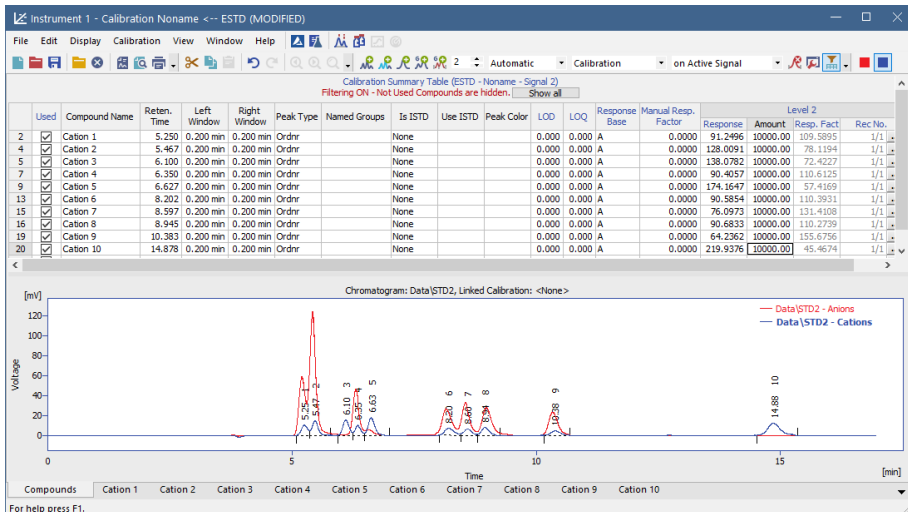 Instrument 1 - Calibration Noname <-- ESTD (MODIFIED)
File Edit Display Calibration View Window Help
2 Automatic Calibration on Active Signal
Calibration Summary Table (ESTD - Noname - Signal 2)
Filtering ON - Not Used Compounds are hidden. Show all
Used Compound Name Reten. Time Left Window Right Window Peak Type Named Groups Is ISTD Use ISTD Peak Color LOD LOQ Response Base Manual Resp. Factor Level 2
Response Amount Resp. Fact Rec No.
2 Cation 1 5.250 0.200 min 0.200 min Ordnr None 0.000 0.000 A 0.0000 91.2496 10000.00 109.5895 1/1
4 Cation 2 5.467 0.200 min 0.200 min Ordnr None 0.000 0.000 A 0.0000 128.0091 10000.00 78.1194 1/1
5 Cation 3 6.100 0.200 min 0.200 min Ordnr None 0.000 0.000 A 0.0000 138.0782 10000.00 72.4227 1/1
7 Cation 4 6.350 0.200 min 0.200 min Ordnr None 0.000 0.000 A 0.0000 90.4057 10000.00 110.6125 1/1
9 Cation 5 6.627 0.200 min 0.200 min Ordnr None 0.000 0.000 A 0.0000 174.1647 10000.00 57.4169 1/1
13 Cation 6 8.202 0.200 min 0.200 min Ordnr None 0.000 0.000 A 0.0000 90.5854 10000.00 110.3931 1/1
15 Cation 7 8.597 0.200 min 0.200 min Ordnr None 0.000 0.000 A 0.0000 76.0973 10000.00 131.4108 1/1
16 Cation 8 8.945 0.200 min 0.200 min Ordnr None 0.000 0.000 A 0.0000 90.6833 10000.00 110.2739 1/1
19 Cation 9 10.383 0.200 min 0.200 min Ordnr None 0.000 0.000 A 0.0000 64.2362 10000.00 155.6756 1/1
20 Cation 10 14.878 0.200 min 0.200 min Ordnr None 0.000 0.000 A 0.0000 219.9376 10000.00 45.4674 1/1
Chromatogram: Data\STD2, Linked Calibration: <None>
[mV]
Data\STD2 - Anions
Data\STD2 - Cations
120
100
80
60
40
20
0
Voltage
5.25 1
5.47 2
6.10 3
6.35 4
6.63 5
8.20 6
8.60 7
8.94 8
10.38 9
14.88 10
0 5 10 15
Time
[min]
Compounds Cation 1 Cation 2 Cation 3 Cation 4 Cation 5 Cation 6 Cation 7 Cation 8 Cation 9 Cation 10
For help press F1.